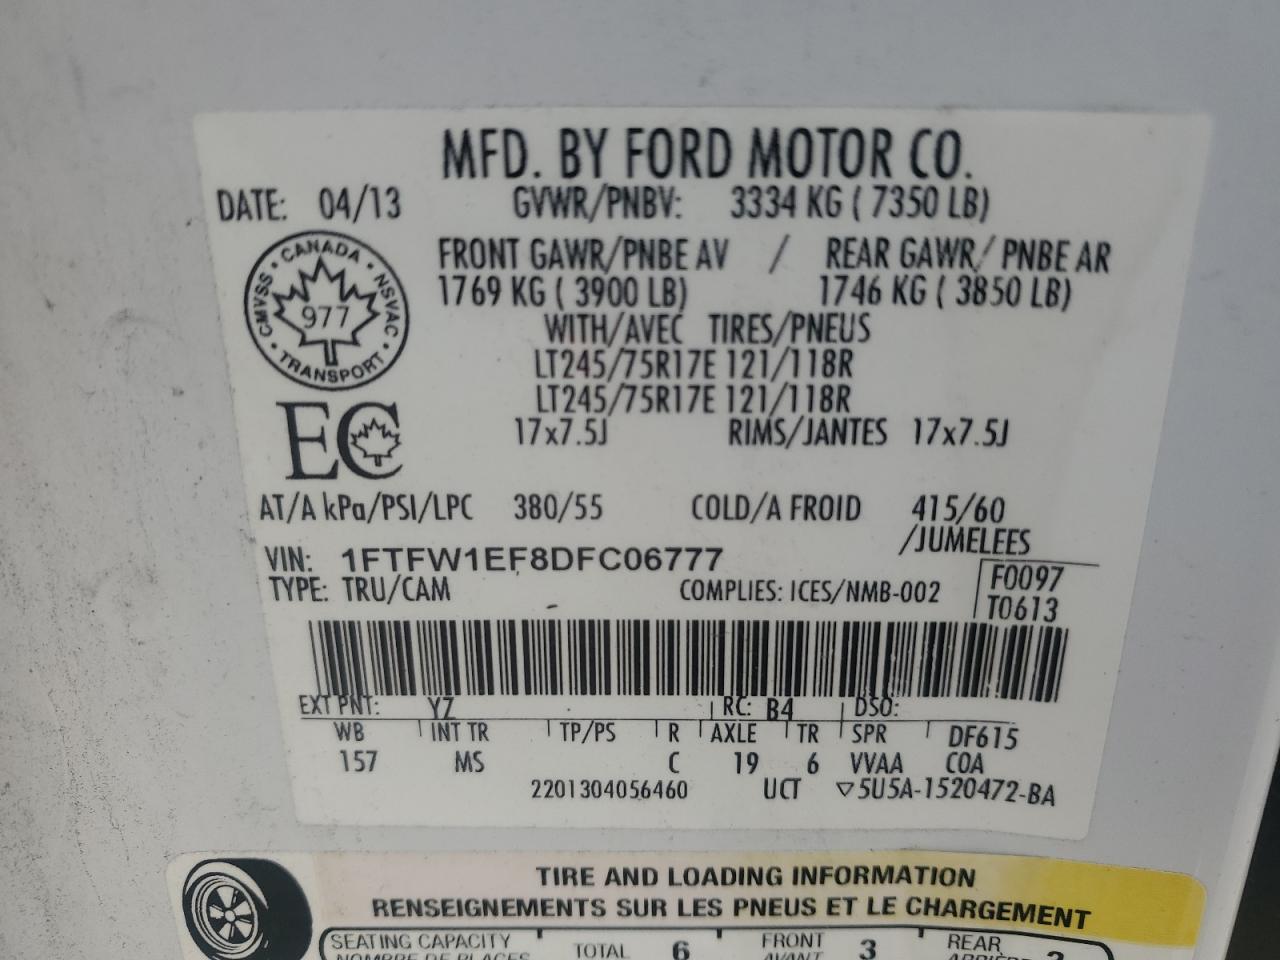 MFD. BY FORD MOTOR CO.
DATE: 04/13 GVWR/PNBV: 3334 KG ( 7350 LB)
FRONT GAWR/PNBE AV / REAR GAWR/ PNBE AR
1769 KG ( 3900 LB) 1746 KG ( 3850 LB)
CANADA
CMVSS • NSVAC
977
TRANSPORT
WITH/AVEC TIRES/PNEUS
LT245/75R17E 121/118R
LT245/75R17E 121/118R
EC
17x7.5J RIMS/JANTES 17x7.5J
AT/A kPa/PSI/LPC 380/55 COLD/A FROID 415/60
/JUMELEES
VIN: 1FTFW1EF8DFC06777
TYPE: TRU/CAM COMPLIES: ICES/NMB-002
F0097
T0613
EXT PNT: YZ RC: B4 DSO:
WB INT TR TP/PS R AXLE TR SPR DF615
157 MS C 19 6 VVAA COA
2201304056460 UCT ▽5U5A-1520472-BA
TIRE AND LOADING INFORMATION
RENSEIGNEMENTS SUR LES PNEUS ET LE CHARGEMENT
SEATING CAPACITY TOTAL 6 FRONT 3 REAR
NOMBRE DE PLACES AVANT ARRIÈRE